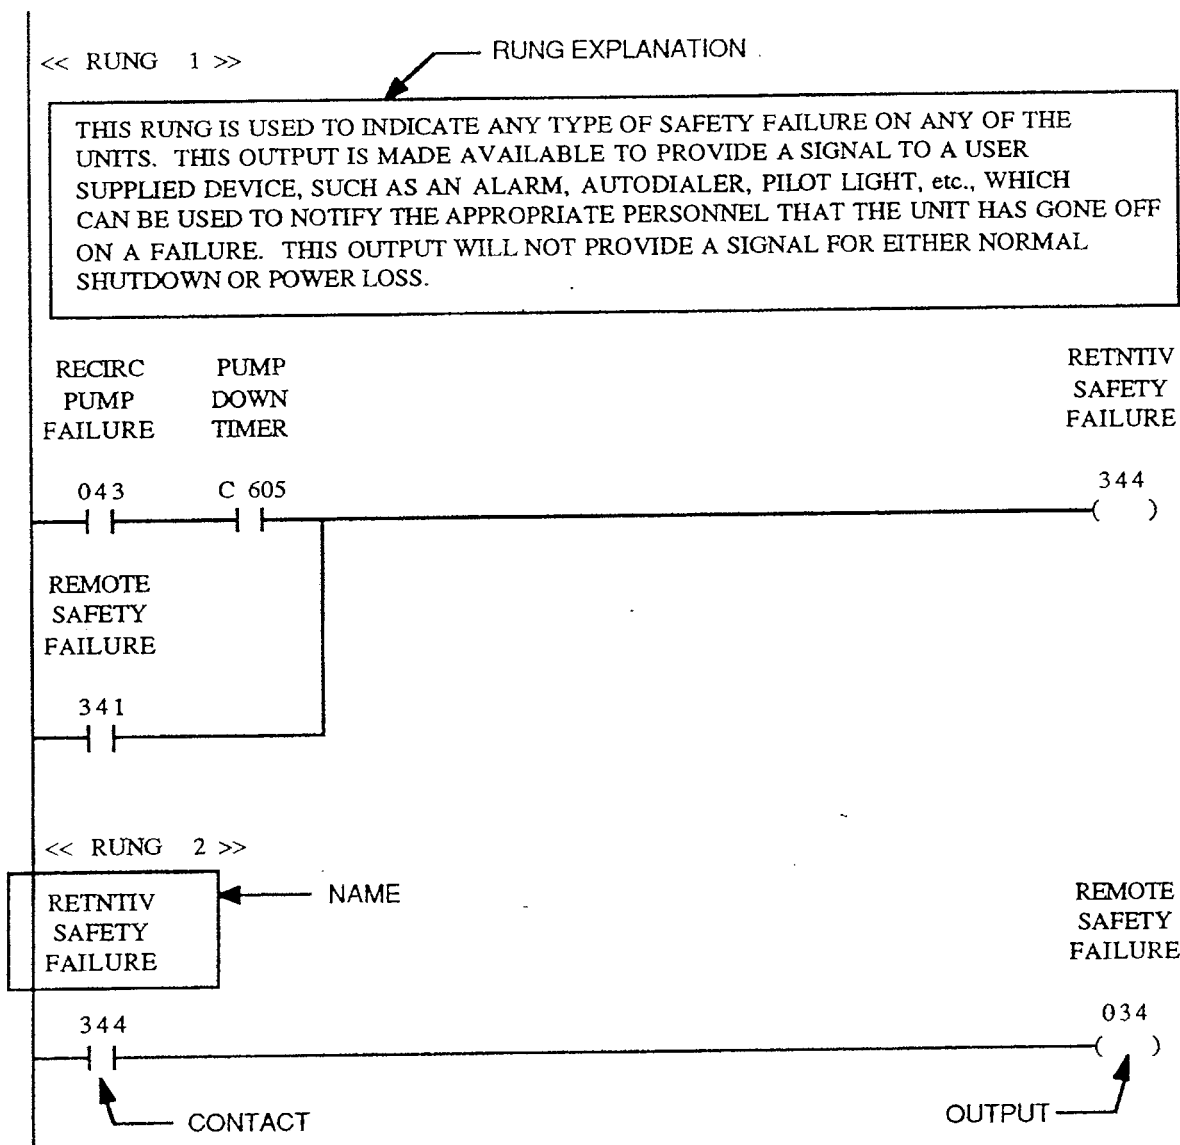 << RUNG 1 >>
RUNG EXPLANATION
THIS RUNG IS USED TO INDICATE ANY TYPE OF SAFETY FAILURE ON ANY OF THE
UNITS. THIS OUTPUT IS MADE AVAILABLE TO PROVIDE A SIGNAL TO A USER
SUPPLIED DEVICE, SUCH AS AN ALARM, AUTODIALER, PILOT LIGHT, etc., WHICH
CAN BE USED TO NOTIFY THE APPROPRIATE PERSONNEL THAT THE UNIT HAS GONE OFF
ON A FAILURE. THIS OUTPUT WILL NOT PROVIDE A SIGNAL FOR EITHER NORMAL
SHUTDOWN OR POWER LOSS.
RECIRC
PUMP
FAILURE
PUMP
DOWN
TIMER
RETNTIV
SAFETY
FAILURE
043
C 605
344
REMOTE
SAFETY
FAILURE
341
<< RUNG 2 >>
RETNTIV
SAFETY
FAILURE
NAME
REMOTE
SAFETY
FAILURE
344
034
CONTACT
OUTPUT